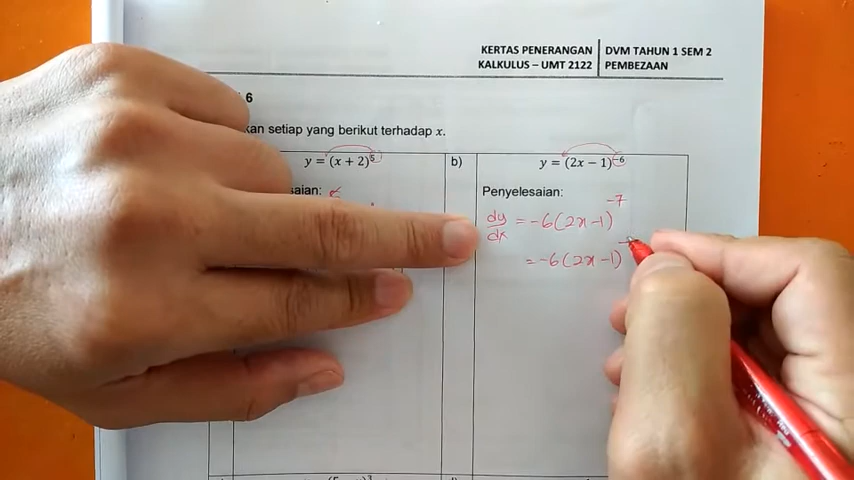 KERTAS PENERANGAN DVM TAHUN 1 SEM 2
KALKULUS – UMT 2122 PEMBEZAAN
6
kan setiap yang berikut terhadap x.
y = (x + 2)⁵
b) y = (2x − 1)⁻⁶
saian:
Penyelesaian:
dy/dx = -6(2x-1)⁻⁷
= -6(2x-1)